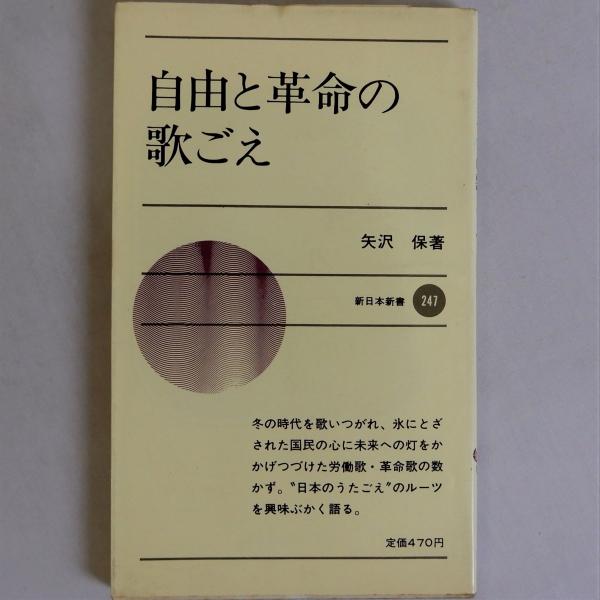 自由と革命の
歌ごえ
矢沢 保著
新日本新書 247
冬の時代を歌いつがれ、氷にとざ
された国民の心に未来への灯をか
かげつづけた労働歌・革命歌の数
かず。〝日本のうたごえ〟のルーツ
を興味ぶかく語る。
定価470円